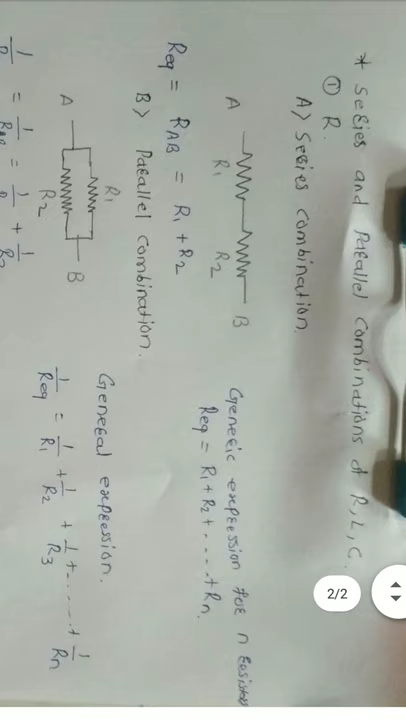 * Series and Parallel Combinations of R, L, C.
① R.
A> Series combination.
A R1 R2 B
Generic expression for n resistors
Req = RAB = R1 + R2
Req = R1 + R2 + ..... + Rn.
B> Parallel Combination.
A R1 R2 B
General expression.
1/Req = 1/R1 + 1/R2 + 1/R3 + ..... + 1/Rn
2/2